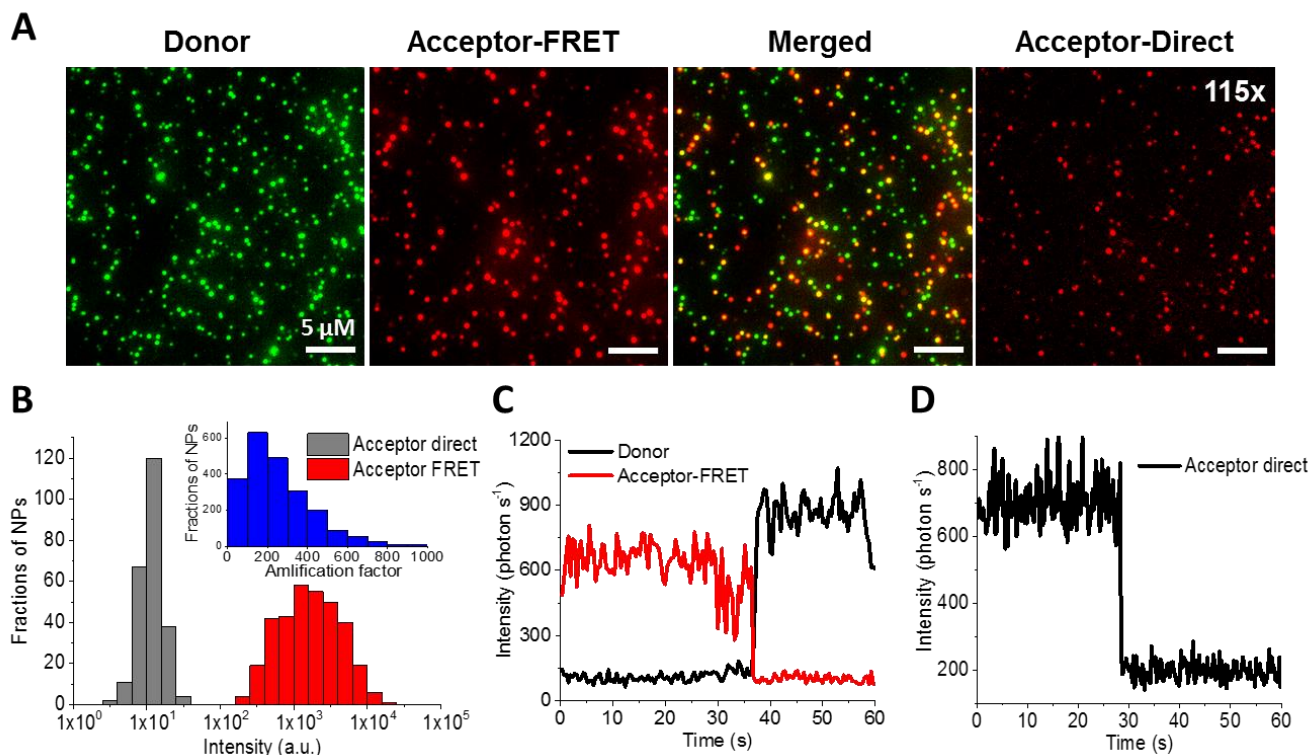 A
Donor
Acceptor-FRET
Merged
Acceptor-Direct
115x
5 µM
B
Fractions of NPs
120
100
80
60
40
20
0
1x10⁰
1x10¹
1x10²
1x10³
1x10⁴
1x10⁵
Intensity (a.u.)
Fractions of NPs
600
400
200
0
200
400
600
800
1000
Amlification factor
Acceptor direct
Acceptor FRET
C
Intensity (photon s⁻¹)
1200
900
600
300
0
Donor
Acceptor-FRET
0
10
20
30
40
50
60
Time (s)
D
Intensity (photon s⁻¹)
800
600
400
200
Acceptor direct
0
10
20
30
40
50
60
Time (s)